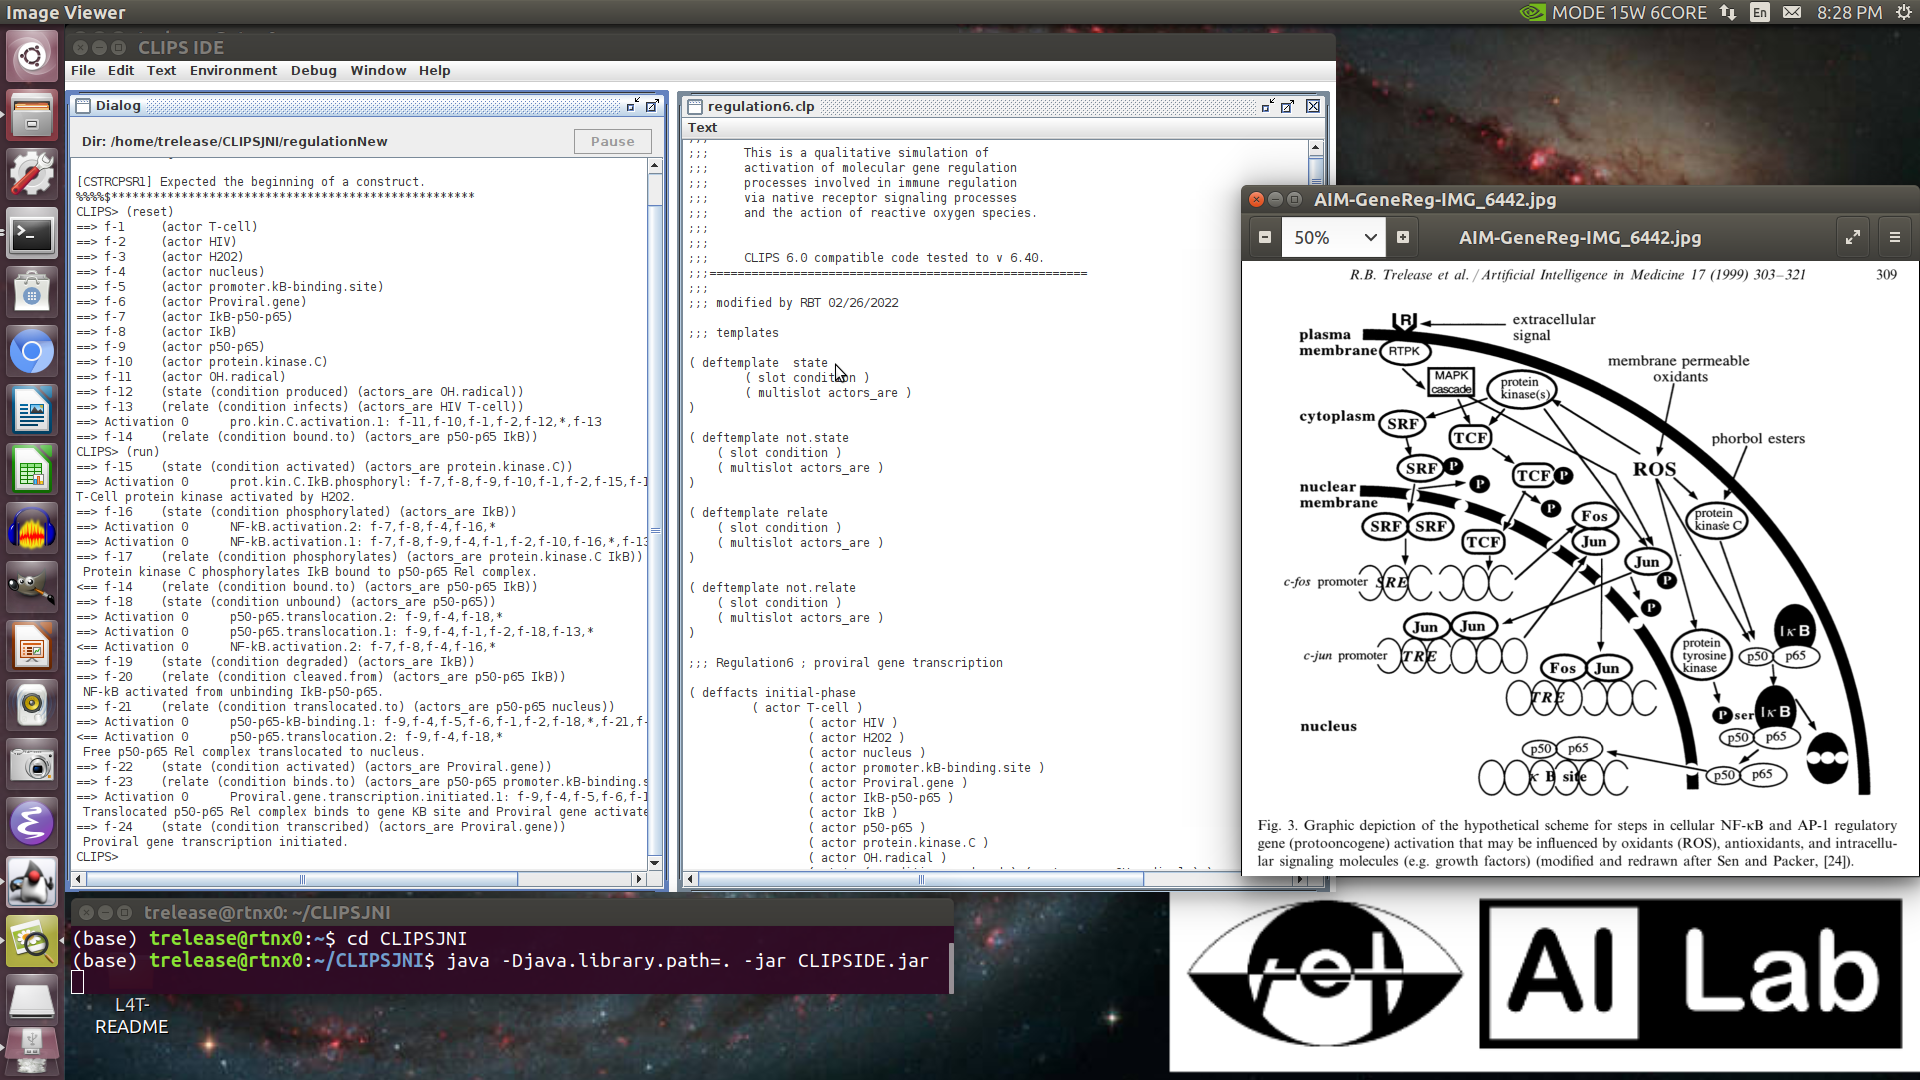 Image Viewer
MODE 15W 6CORE
En
8:28 PM
CLIPS IDE
File Edit Text Environment Debug Window Help
Dialog
Dir: /home/trelease/CLIPSJNI/regulationNew
Pause
[CSTRCPSR1] Expected the beginning of a construct.
%%%%$****************************************************
CLIPS> (reset)
==> f-1 (actor T-cell)
==> f-2 (actor HIV)
==> f-3 (actor H2O2)
==> f-4 (actor nucleus)
==> f-5 (actor promoter.kB-binding.site)
==> f-6 (actor Proviral.gene)
==> f-7 (actor IkB-p50-p65)
==> f-8 (actor IkB)
==> f-9 (actor p50-p65)
==> f-10 (actor protein.kinase.C)
==> f-11 (actor OH.radical)
==> f-12 (state (condition produced) (actors_are OH.radical))
==> f-13 (relate (condition infects) (actors_are HIV T-cell))
==> Activation 0 pro.kin.C.activation.1: f-11,f-10,f-1,f-2,f-12,*,f-13
==> f-14 (relate (condition bound.to) (actors_are p50-p65 IkB))
CLIPS> (run)
==> f-15 (state (condition activated) (actors_are protein.kinase.C))
==> Activation 0 prot.kin.C.IkB.phosphoryl: f-7,f-8,f-9,f-10,f-1,f-2,f-15,f-1
T-Cell protein kinase activated by H2O2.
==> f-16 (state (condition phosphorylated) (actors_are IkB))
==> Activation 0 NF-kB.activation.2: f-7,f-8,f-4,f-16,*
==> Activation 0 NF-kB.activation.1: f-7,f-8,f-9,f-4,f-1,f-2,f-10,f-16,*,f-13
==> f-17 (relate (condition phosphorylates) (actors_are protein.kinase.C IkB))
Protein kinase C phosphorylates IkB bound to p50-p65 Rel complex.
<== f-14 (relate (condition bound.to) (actors_are p50-p65 IkB))
==> f-18 (state (condition unbound) (actors_are p50-p65))
==> Activation 0 p50-p65.translocation.2: f-9,f-4,f-18,*
==> Activation 0 p50-p65.translocation.1: f-9,f-4,f-1,f-2,f-18,f-13,*
<== Activation 0 NF-kB.activation.2: f-7,f-8,f-4,f-16,*
==> f-19 (state (condition degraded) (actors_are IkB))
==> f-20 (relate (condition cleaved.from) (actors_are p50-p65 IkB))
NF-kB activated from unbinding IkB-p50-p65.
==> f-21 (relate (condition translocated.to) (actors_are p50-p65 nucleus))
==> Activation 0 p50-p65-kB-binding.1: f-9,f-4,f-5,f-6,f-1,f-2,f-18,*,f-21,f-
<== Activation 0 p50-p65.translocation.2: f-9,f-4,f-18,*
Free p50-p65 Rel complex translocated to nucleus.
==> f-22 (state (condition activated) (actors_are Proviral.gene))
==> f-23 (relate (condition binds.to) (actors_are p50-p65 promoter.kB-binding.s
==> Activation 0 Proviral.gene.transcription.initiated.1: f-9,f-4,f-5,f-6,f-1
Translocated p50-p65 Rel complex binds to gene KB site and Proviral gene activate
==> f-24 (state (condition transcribed) (actors_are Proviral.gene))
Proviral gene transcription initiated.
CLIPS>
regulation6.clp
Text
;;;
;;; This is a qualitative simulation of
;;; activation of molecular gene regulation
;;; processes involved in immune regulation
;;; via native receptor signaling processes
;;; and the action of reactive oxygen species.
;;;
;;;
;;; CLIPS 6.0 compatible code tested to v 6.40.
;;;======================================================
;;;
;;; modified by RBT 02/26/2022
;;; templates
( deftemplate state
( slot condition )
( multislot actors_are )
)
( deftemplate not.state
( slot condition )
( multislot actors_are )
)
( deftemplate relate
( slot condition )
( multislot actors_are )
)
( deftemplate not.relate
( slot condition )
( multislot actors_are )
)
;;; Regulation6 ; proviral gene transcription
( deffacts initial-phase
( actor T-cell )
( actor HIV )
( actor H2O2 )
( actor nucleus )
( actor promoter.kB-binding.site )
( actor Proviral.gene )
( actor IkB-p50-p65 )
( actor IkB )
( actor p50-p65 )
( actor protein.kinase.C )
( actor OH.radical )
AIM-GeneReg-IMG_6442.jpg
50%
AIM-GeneReg-IMG_6442.jpg
R.B. Trelease et al. / Artificial Intelligence in Medicine 17 (1999) 303–321 309
R
extracellular
signal
plasma
membrane
RTPK
membrane permeable
oxidants
MAPK
cascade
protein
kinase(s)
cytoplasm
SRF
TCF
phorbol esters
SRF P
TCF P
ROS
P
nuclear
membrane
P
SRF SRF
TCF
Fos
Jun
protein
kinase C
Jun
P
c-fos promoter SRE
P
Jun Jun
c-jun promoter TRE
protein
tyrosine
kinase
IκB
p50 p65
Fos Jun
TRE
P ser
IκB
p50 p65
nucleus
p50 p65
κ B site
p50 p65
Fig. 3. Graphic depiction of the hypothetical scheme for steps in cellular NF-κB and AP-1 regulatory
gene (protooncogene) activation that may be influenced by oxidants (ROS), antioxidants, and intracellu-
lar signaling molecules (e.g. growth factors) (modified and redrawn after Sen and Packer, [24]).
trelease@rtnx0: ~/CLIPSJNI
(base) trelease@rtnx0:~$ cd CLIPSJNI
(base) trelease@rtnx0:~/CLIPSJNI$ java -Djava.library.path=. -jar CLIPSIDE.jar
L4T-
README
ret
AI Lab